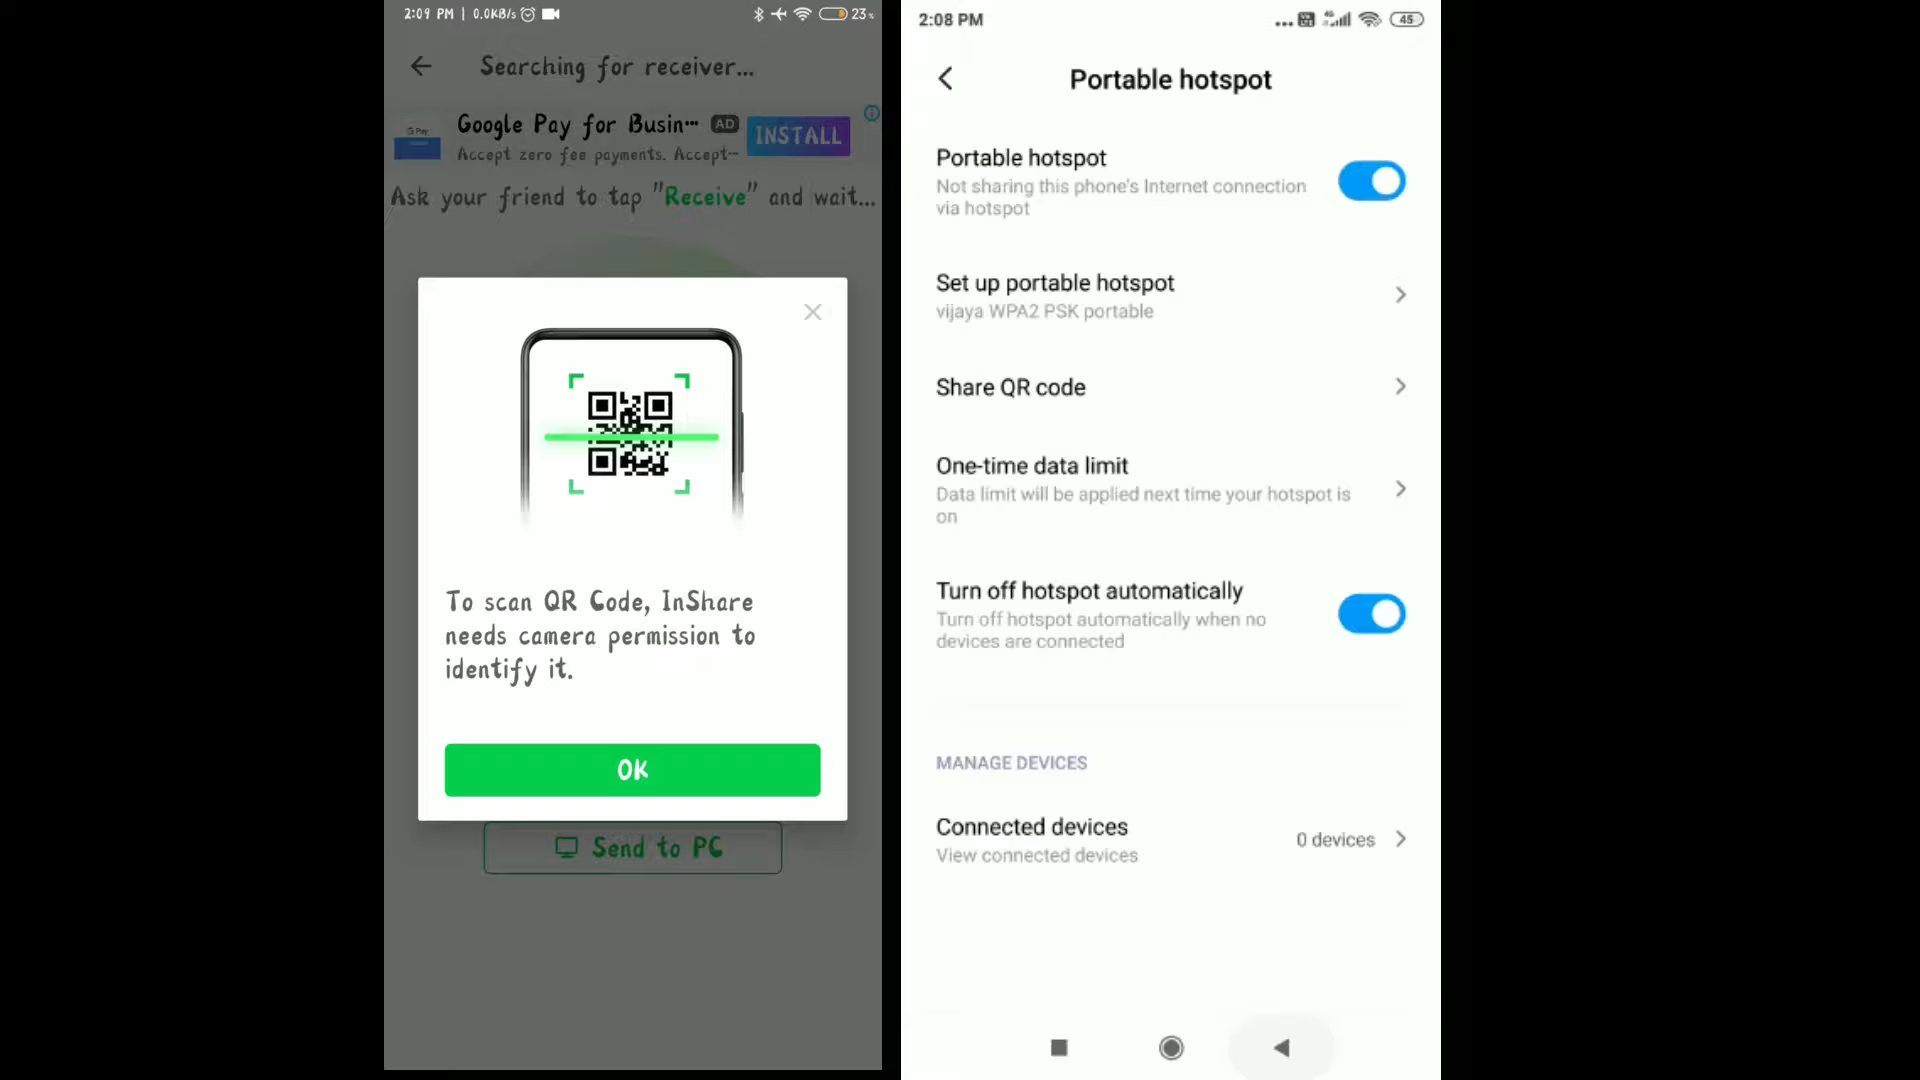 2:09 PM | 0.0KB/s
23%
Searching for receiver...
G Pay
Google Pay for Busin… AD
INSTALL
Accept zero fee payments. Accept…
Ask your friend to tap "Receive" and wait...
To scan QR Code, InShare
needs camera permission to
identify it.
OK
Send to PC
2:08 PM
4G
45
Portable hotspot
Portable hotspot
Not sharing this phone's Internet connection
via hotspot
Set up portable hotspot
vijaya WPA2 PSK portable
Share QR code
One-time data limit
Data limit will be applied next time your hotspot is
on
Turn off hotspot automatically
Turn off hotspot automatically when no
devices are connected
MANAGE DEVICES
Connected devices
0 devices
View connected devices